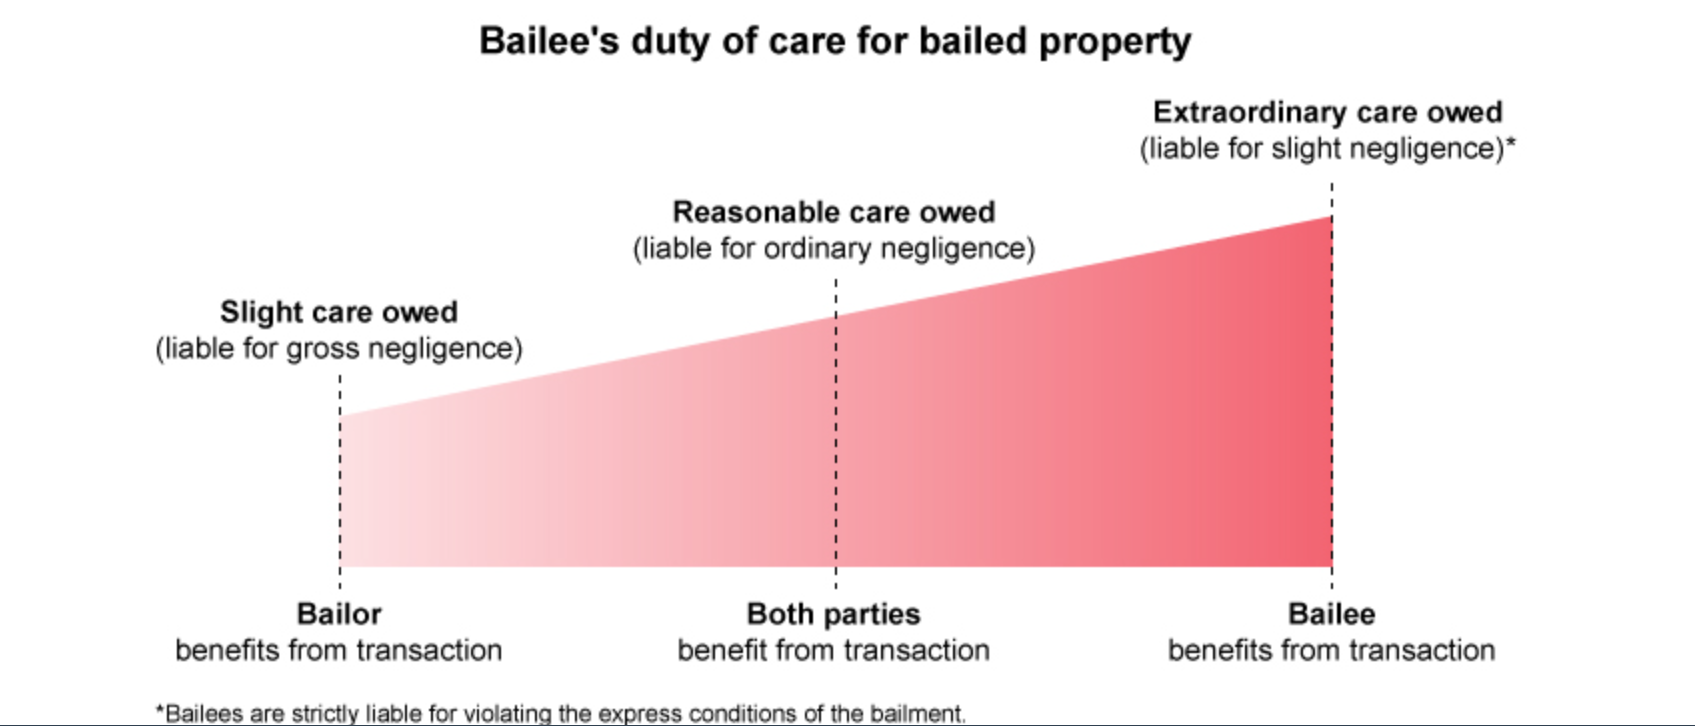 Bailee's duty of care for bailed property
Extraordinary care owed
(liable for slight negligence)*
Reasonable care owed
(liable for ordinary negligence)
Slight care owed
(liable for gross negligence)
Bailor
benefits from transaction
Both parties
benefit from transaction
Bailee
benefits from transaction
*Bailees are strictly liable for violating the express conditions of the bailment.